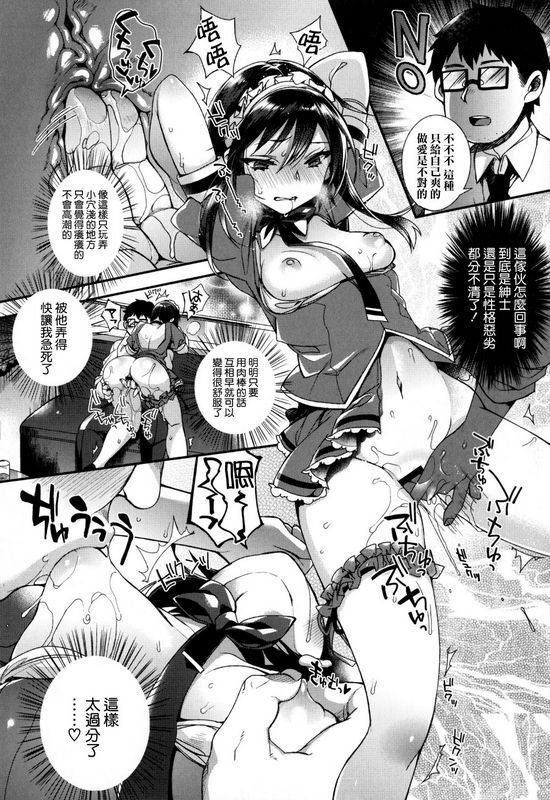 NO
不不不 這種
只給自己爽的
做愛是不對的
唔
唔
唔
這傢伙怎麼回事啊
到底是紳士
還是只是性格惡劣
都分不清了！
像這樣只玩弄
小穴淺的地方
只會覺得癢癢的
不會高潮的
被他弄得
快讓我急死了
明明只要
用肉棒的話
互相早就可以
變得很舒服了
這樣
太過分了
……♡